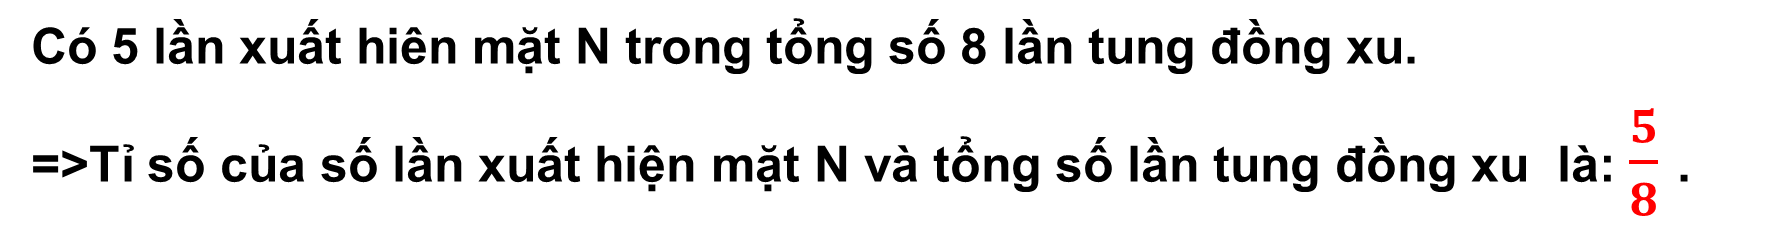 Có 5 lần xuất hiên mặt N trong tổng số 8 lần tung đồng xu.
=>Tỉ số của số lần xuất hiện mặt N và tổng số lần tung đồng xu là: 5/8 .